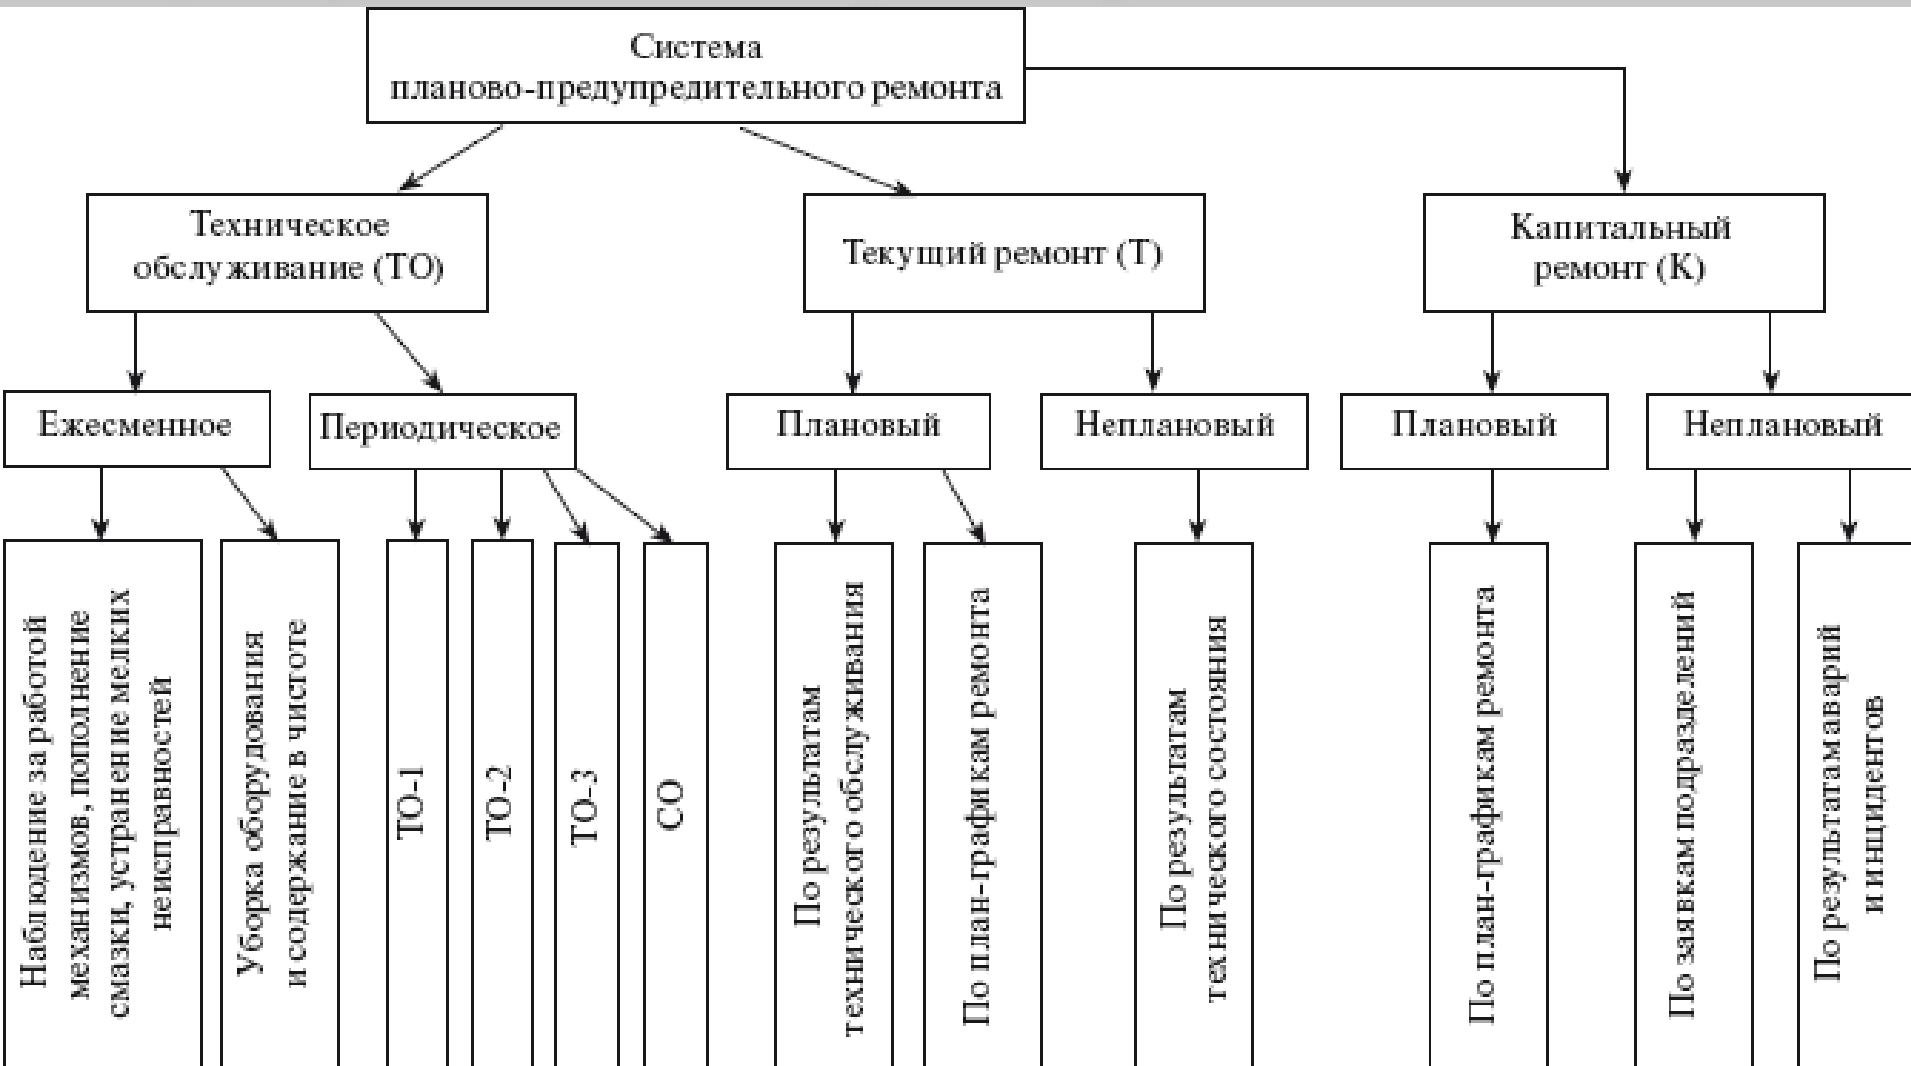 Система
планово-предупредительного ремонта
Техническое
обслуживание (ТО)
Текущий ремонт (Т)
Капитальный
ремонт (К)
Ежесменное
Периодическое
Плановый
Неплановый
Плановый
Неплановый
Наблюдение за работой
механизмов, пополнение
смазки, устранение мелких
неисправностей
Уборка оборудования
и содержание в чистоте
ТО-1
ТО-2
ТО-3
СО
По результатам
технического обслуживания
По план-графикам ремонта
По результатам
технического состояния
По план-графикам ремонта
По заявкам подразделений
По результатам аварий
и инцидентов